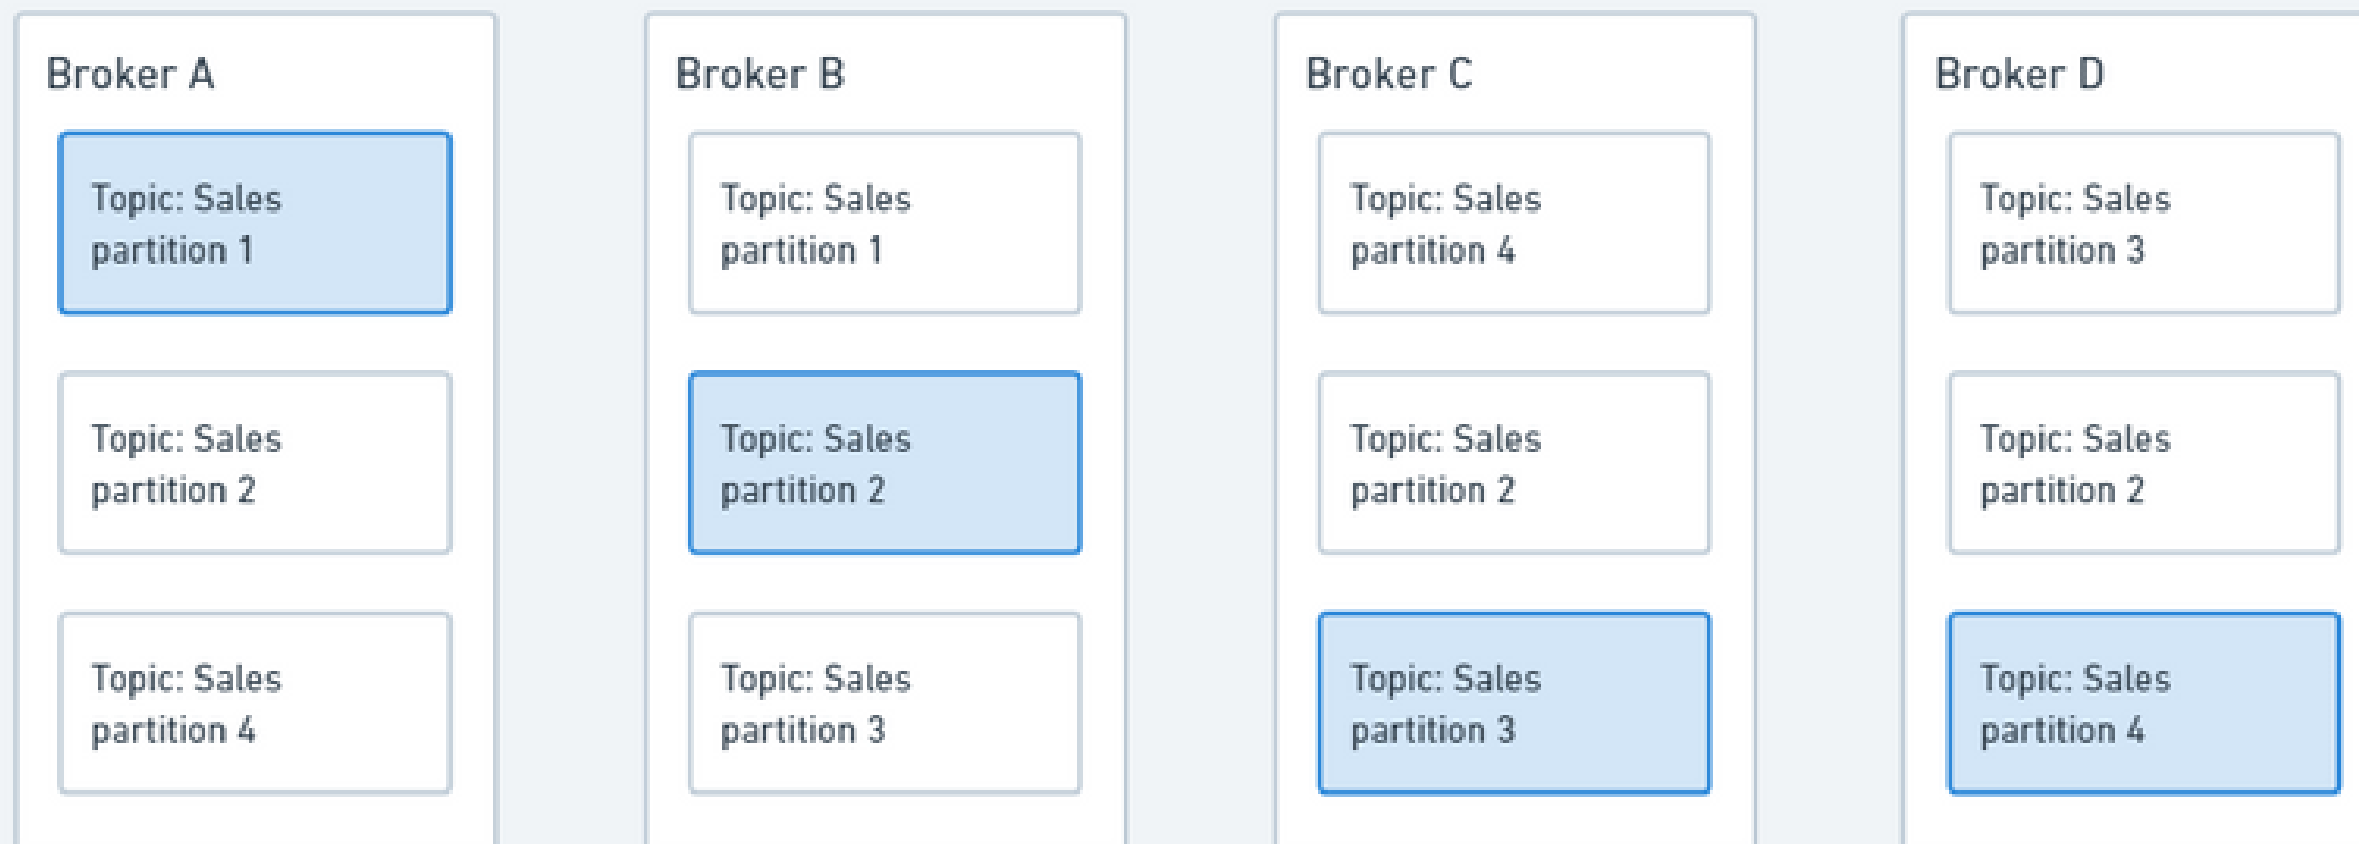 Broker A
Topic: Sales
partition 1
Topic: Sales
partition 2
Topic: Sales
partition 4
Broker B
Topic: Sales
partition 1
Topic: Sales
partition 2
Topic: Sales
partition 3
Broker C
Topic: Sales
partition 4
Topic: Sales
partition 2
Topic: Sales
partition 3
Broker D
Topic: Sales
partition 3
Topic: Sales
partition 2
Topic: Sales
partition 4